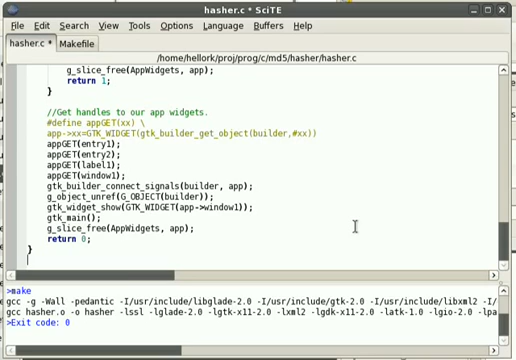 hasher.c * SciTE
File Edit Search View Tools Options Language Buffers Help
hasher.c * Makefile
/home/hellork/proj/prog/c/md5/hasher/hasher.c
g_slice_free(AppWidgets, app);
return 1;
}
//Get handles to our app widgets.
#define appGET(xx) \
app->xx=GTK_WIDGET(gtk_builder_get_object(builder,#xx))
appGET(entry1);
appGET(entry2);
appGET(label1);
appGET(window1);
gtk_builder_connect_signals(builder, app);
g_object_unref(G_OBJECT(builder));
gtk_widget_show(GTK_WIDGET(app->window1));
gtk_main();
g_slice_free(AppWidgets, app);
return 0;
}
>make
gcc -g -Wall -pedantic -I/usr/include/libglade-2.0 -I/usr/include/gtk-2.0 -I/usr/include/libxml2 -I/
gcc hasher.o -o hasher -lssl -lglade-2.0 -lgtk-x11-2.0 -lxml2 -lgdk-x11-2.0 -latk-1.0 -lgio-2.0 -lpa
>Exit code: 0